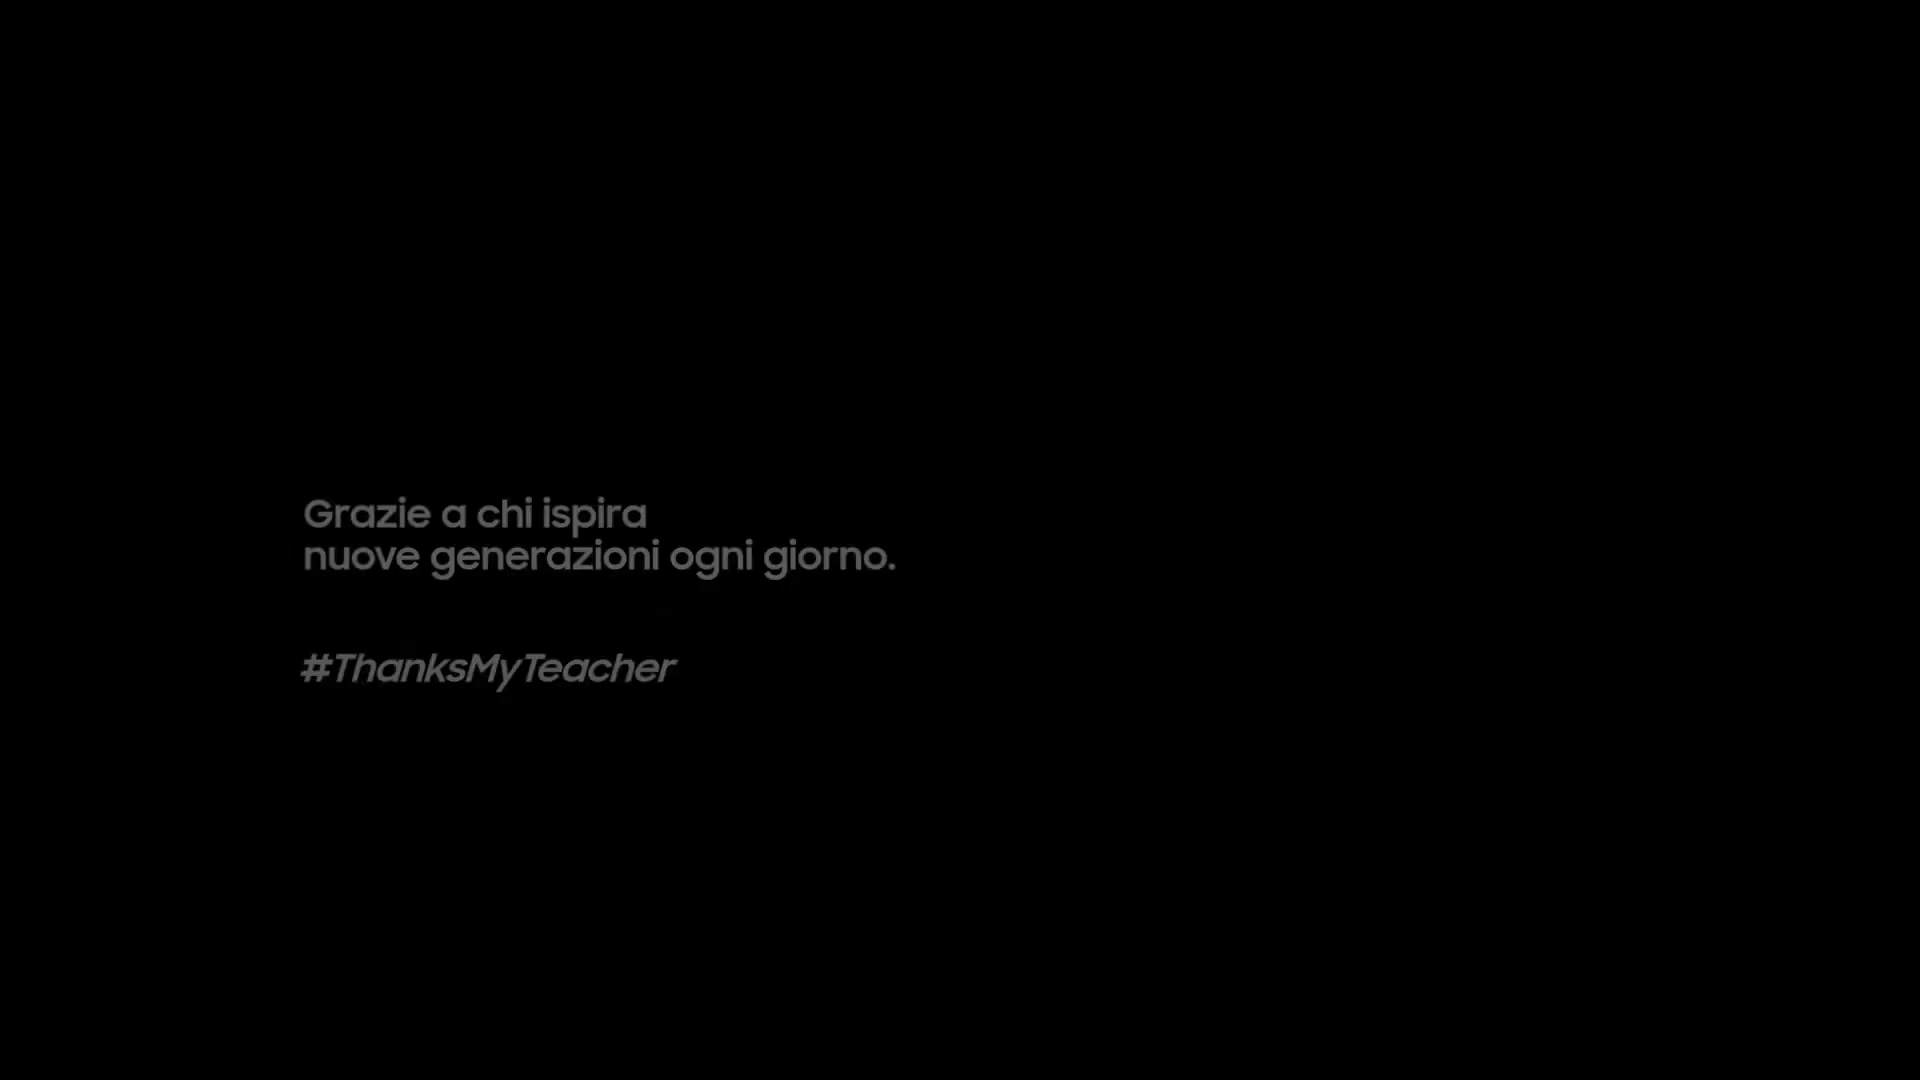 Grazie a chi ispira
nuove generazioni ogni giorno.
#ThanksMyTeacher